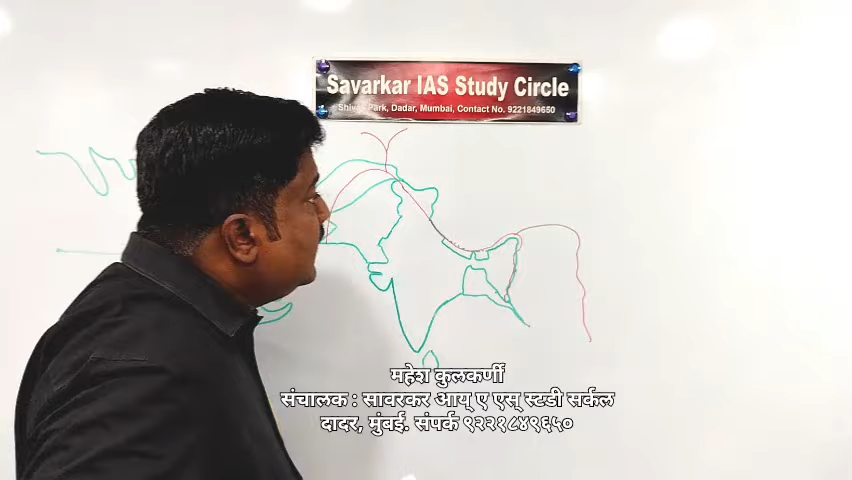 Savarkar IAS Study Circle
Shivaji Park, Dadar, Mumbai, Contact No. 9221849650
महेश कुलकर्णी
संचालक : सावरकर आय् ए एस् स्टडी सर्कल
दादर, मुंबई. संपर्क ९२२१८४९६५०